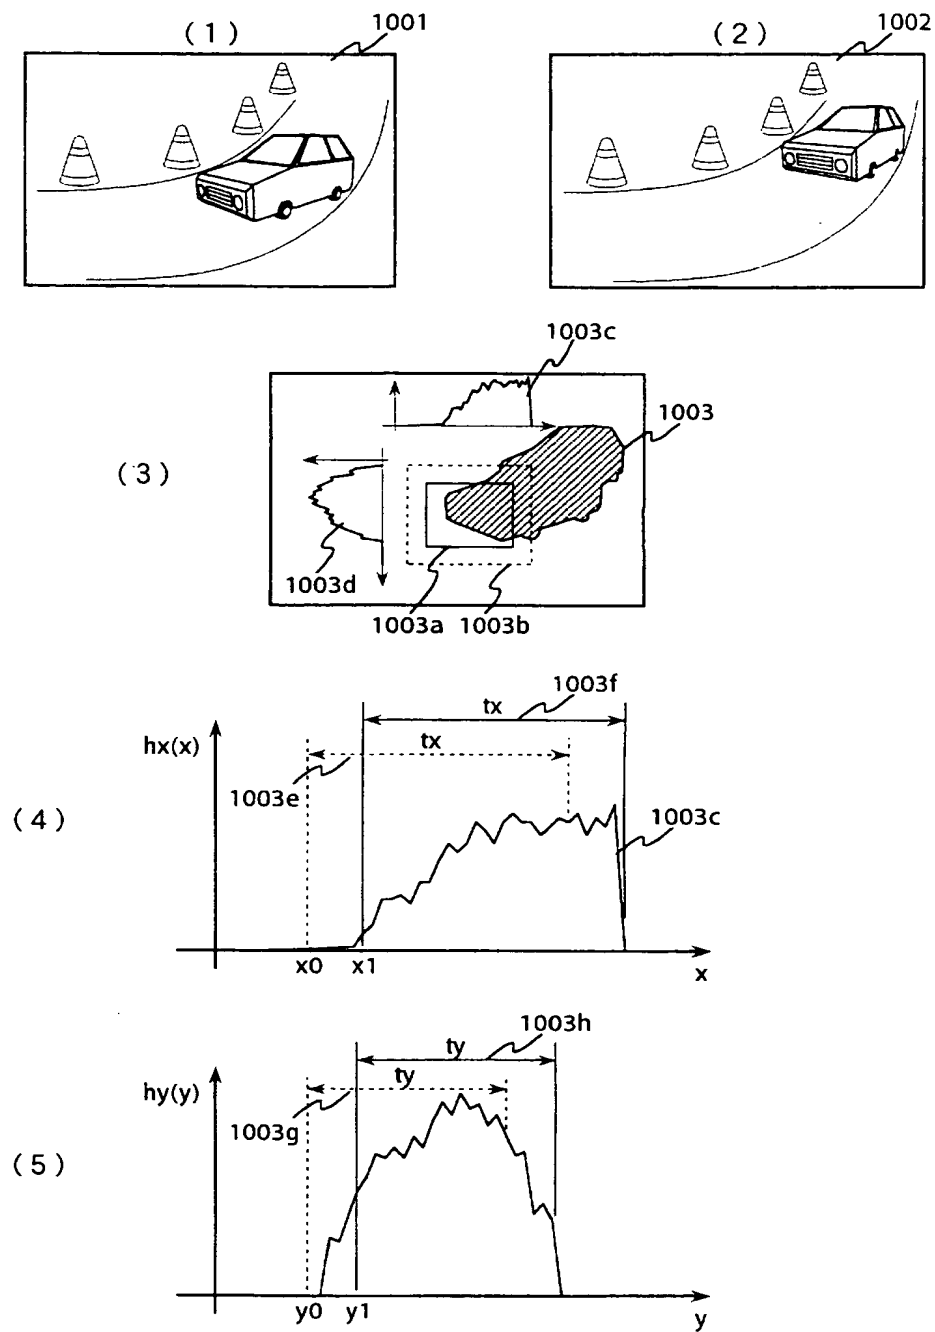 (1) 1001 (2) 1002
1003c
1003
(3)
1003d
1003a 1003b
1003f
tx
hx(x) tx
1003e
(4) 1003c
x0 x1 x
1003h
ty
hy(y) ty
1003g
(5)
y0 y1 y